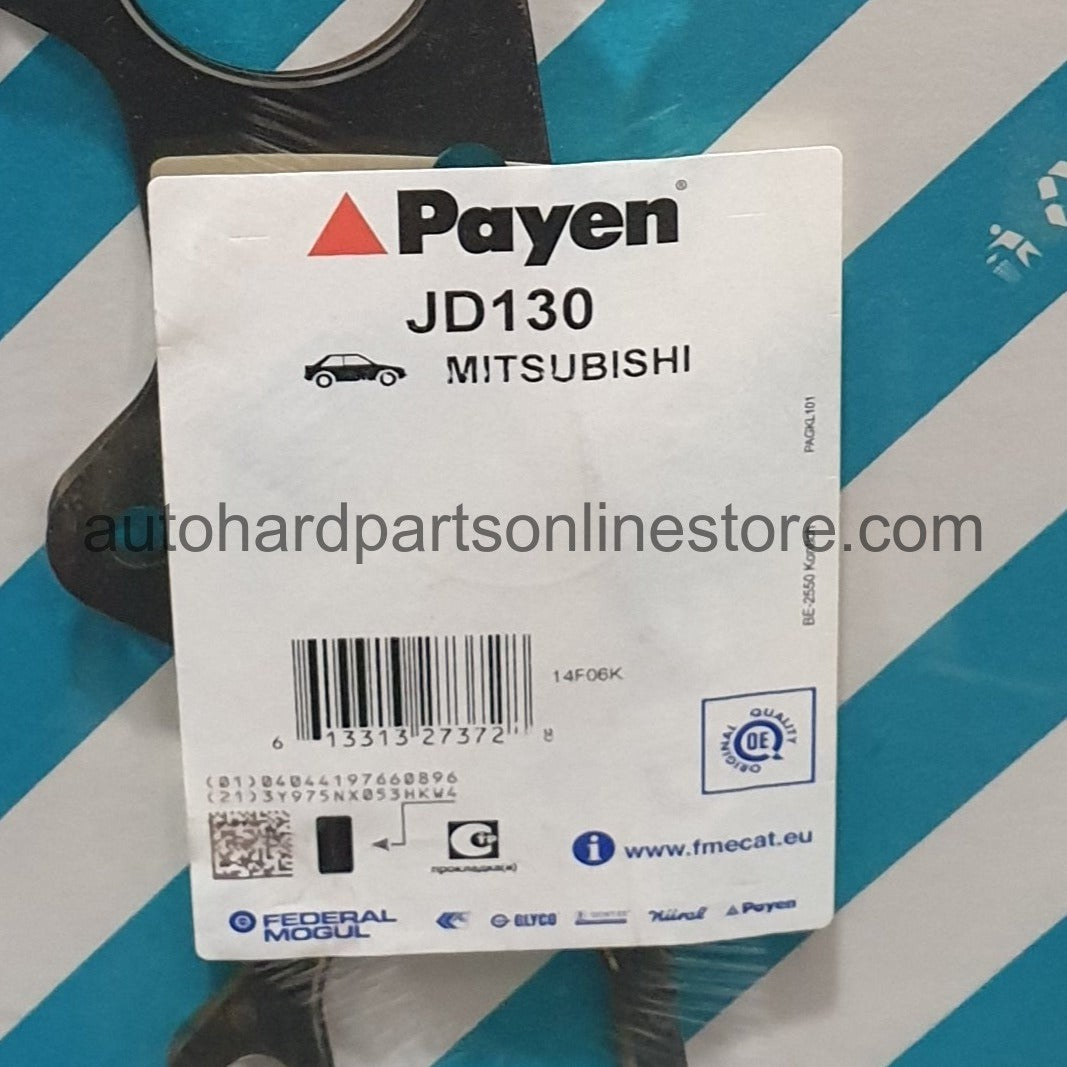 Payen®
JD130
MITSUBISHI
PAGKL101
BE-2550 Kontich
autohardpartsonlinestore.com
14F06K
6 13313 27372 8
(01)04044197660896
(21)3Y975NX053HKW4
ORIGINAL QUALITY
OE
прокладка(и)
i www.fmecat.eu
FEDERAL
MOGUL
GLYCO
Nüral
Payen